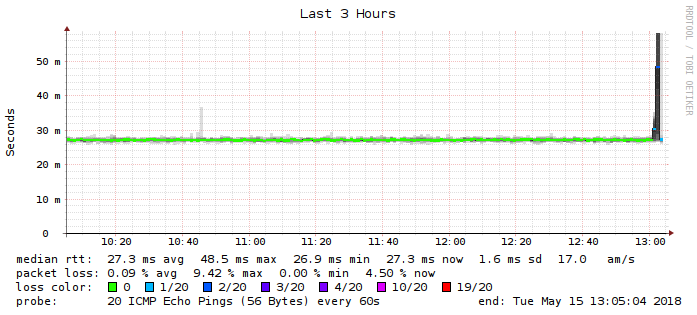 Last 3 Hours
RRDTOOL / TOBI OETIKER
Seconds
50 m
40 m
30 m
20 m
10 m
0
10:20 10:40 11:00 11:20 11:40 12:00 12:20 12:40 13:00
median rtt: 27.3 ms avg 48.5 ms max 26.9 ms min 27.3 ms now 1.6 ms sd 17.0 am/s
packet loss: 0.09 % avg 9.42 % max 0.00 % min 4.50 % now
loss color: 0 1/20 2/20 3/20 4/20 10/20 19/20
probe: 20 ICMP Echo Pings (56 Bytes) every 60s end: Tue May 15 13:05:04 2018